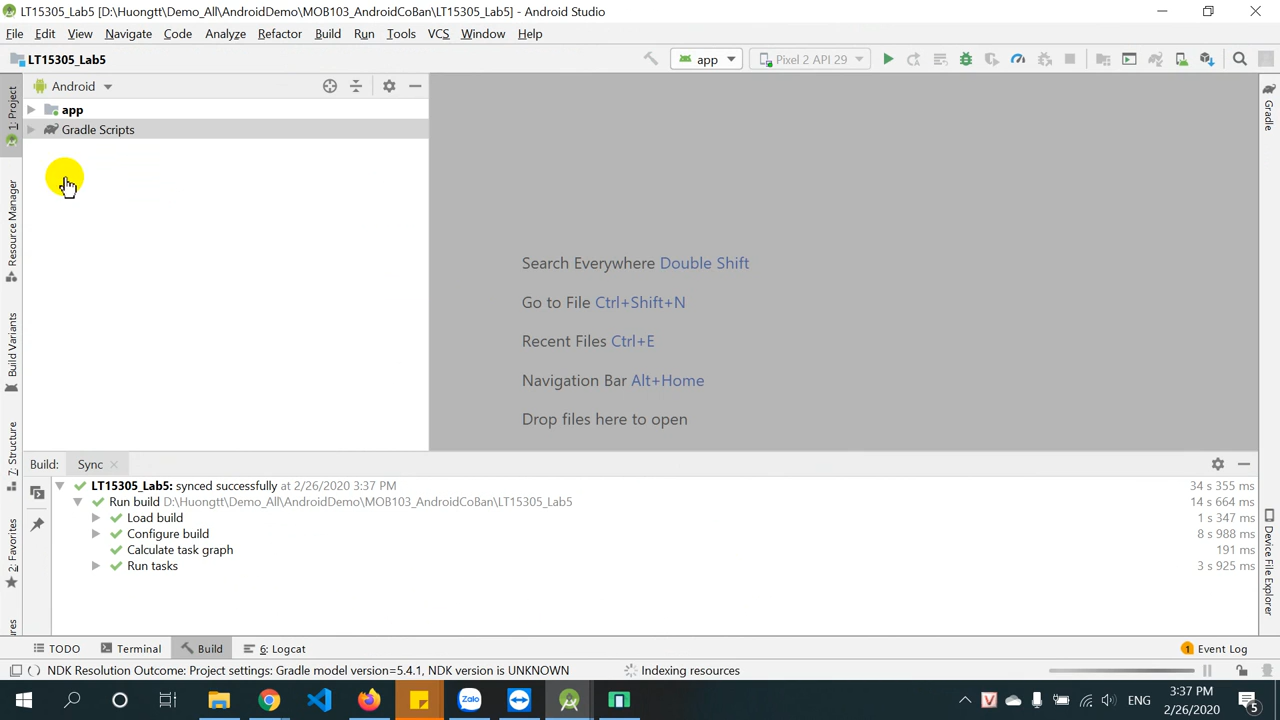 LT15305_Lab5 [D:\Huongtt\Demo_All\AndroidDemo\MOB103_AndroidCoBan\LT15305_Lab5] - Android Studio
File Edit View Navigate Code Analyze Refactor Build Run Tools VCS Window Help
LT15305_Lab5
app
Pixel 2 API 29
1: Project
Resource Manager
Build Variants
7: Structure
2: Favorites
Android
app
Gradle Scripts
Search Everywhere Double Shift
Go to File Ctrl+Shift+N
Recent Files Ctrl+E
Navigation Bar Alt+Home
Drop files here to open
Gradle
Device File Explorer
Build: Sync
LT15305_Lab5: synced successfully at 2/26/2020 3:37 PM 34 s 355 ms
Run build D:\Huongtt\Demo_All\AndroidDemo\MOB103_AndroidCoBan\LT15305_Lab5 14 s 664 ms
Load build 1 s 347 ms
Configure build 8 s 988 ms
Calculate task graph 191 ms
Run tasks 3 s 925 ms
TODO Terminal Build 6: Logcat 1 Event Log
NDK Resolution Outcome: Project settings: Gradle model version=5.4.1, NDK version is UNKNOWN Indexing resources
Zalo
V
ENG
3:37 PM
2/26/2020
5